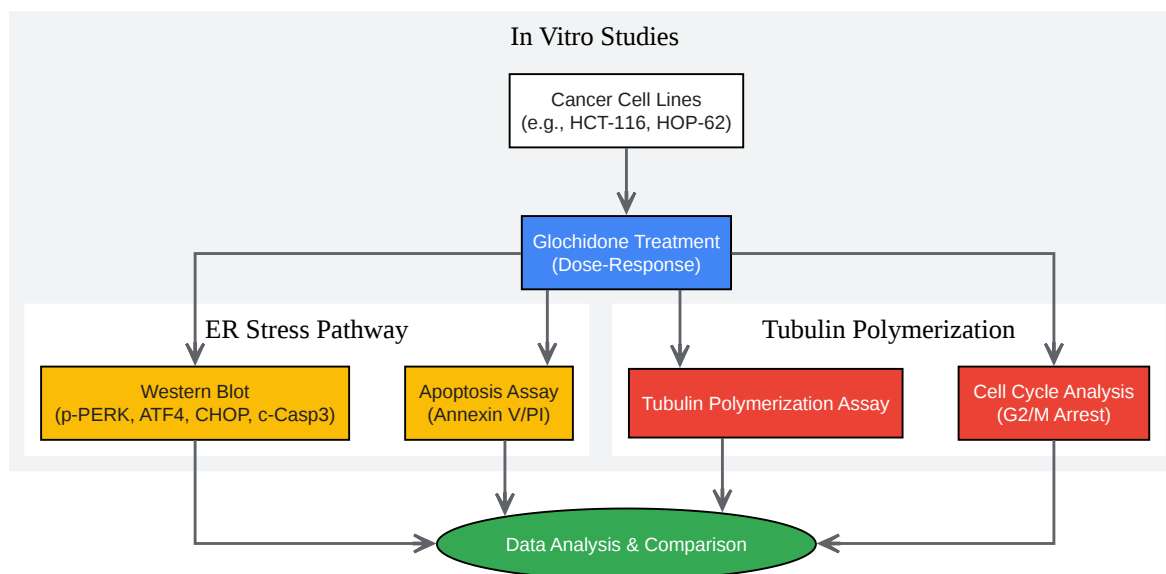 In Vitro Studies
Cancer Cell Lines
(e.g., HCT-116, HOP-62)
Glochidone Treatment
(Dose-Response)
ER Stress Pathway
Tubulin Polymerization
Western Blot
(p-PERK, ATF4, CHOP, c-Casp3)
Apoptosis Assay
(Annexin V/PI)
Tubulin Polymerization Assay
Cell Cycle Analysis
(G2/M Arrest)
Data Analysis & Comparison